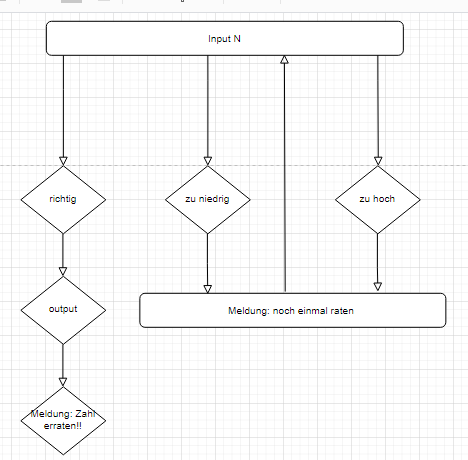 Input N
richtig
zu niedrig
zu hoch
output
Meldung: noch einmal raten
Meldung: Zahl
erraten!!